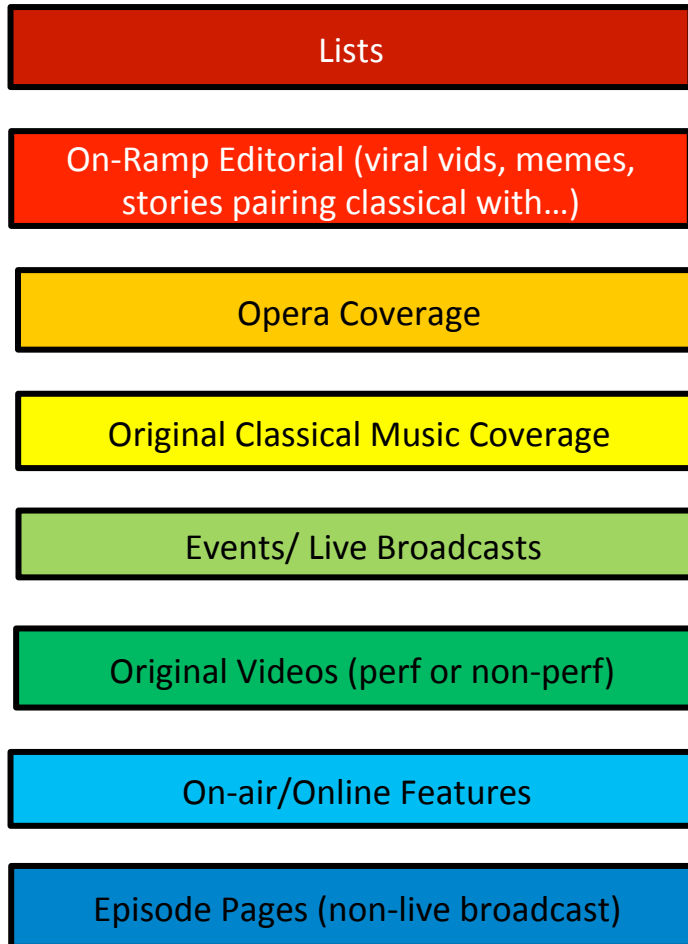 Lists
On-Ramp Editorial (viral vids, memes,
stories pairing classical with…)
Opera Coverage
Original Classical Music Coverage
Events/ Live Broadcasts
Original Videos (perf or non-perf)
On-air/Online Features
Episode Pages (non-live broadcast)